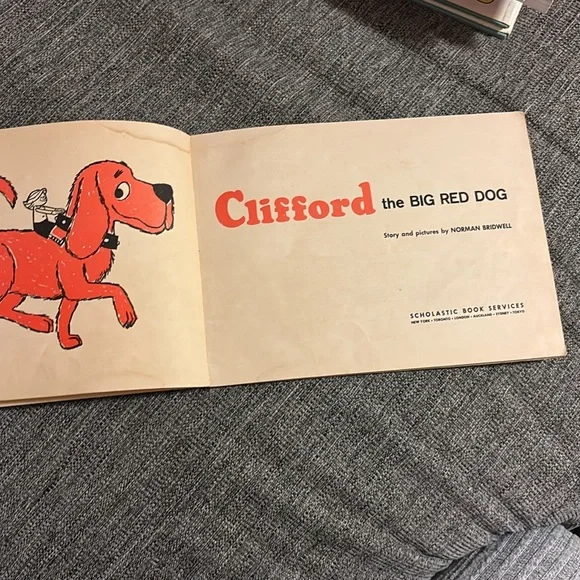 Clifford the BIG RED DOG
Story and pictures by NORMAN BRIDWELL
SCHOLASTIC BOOK SERVICES
NEW YORK • TORONTO • LONDON • AUCKLAND • SYDNEY • TOKYO